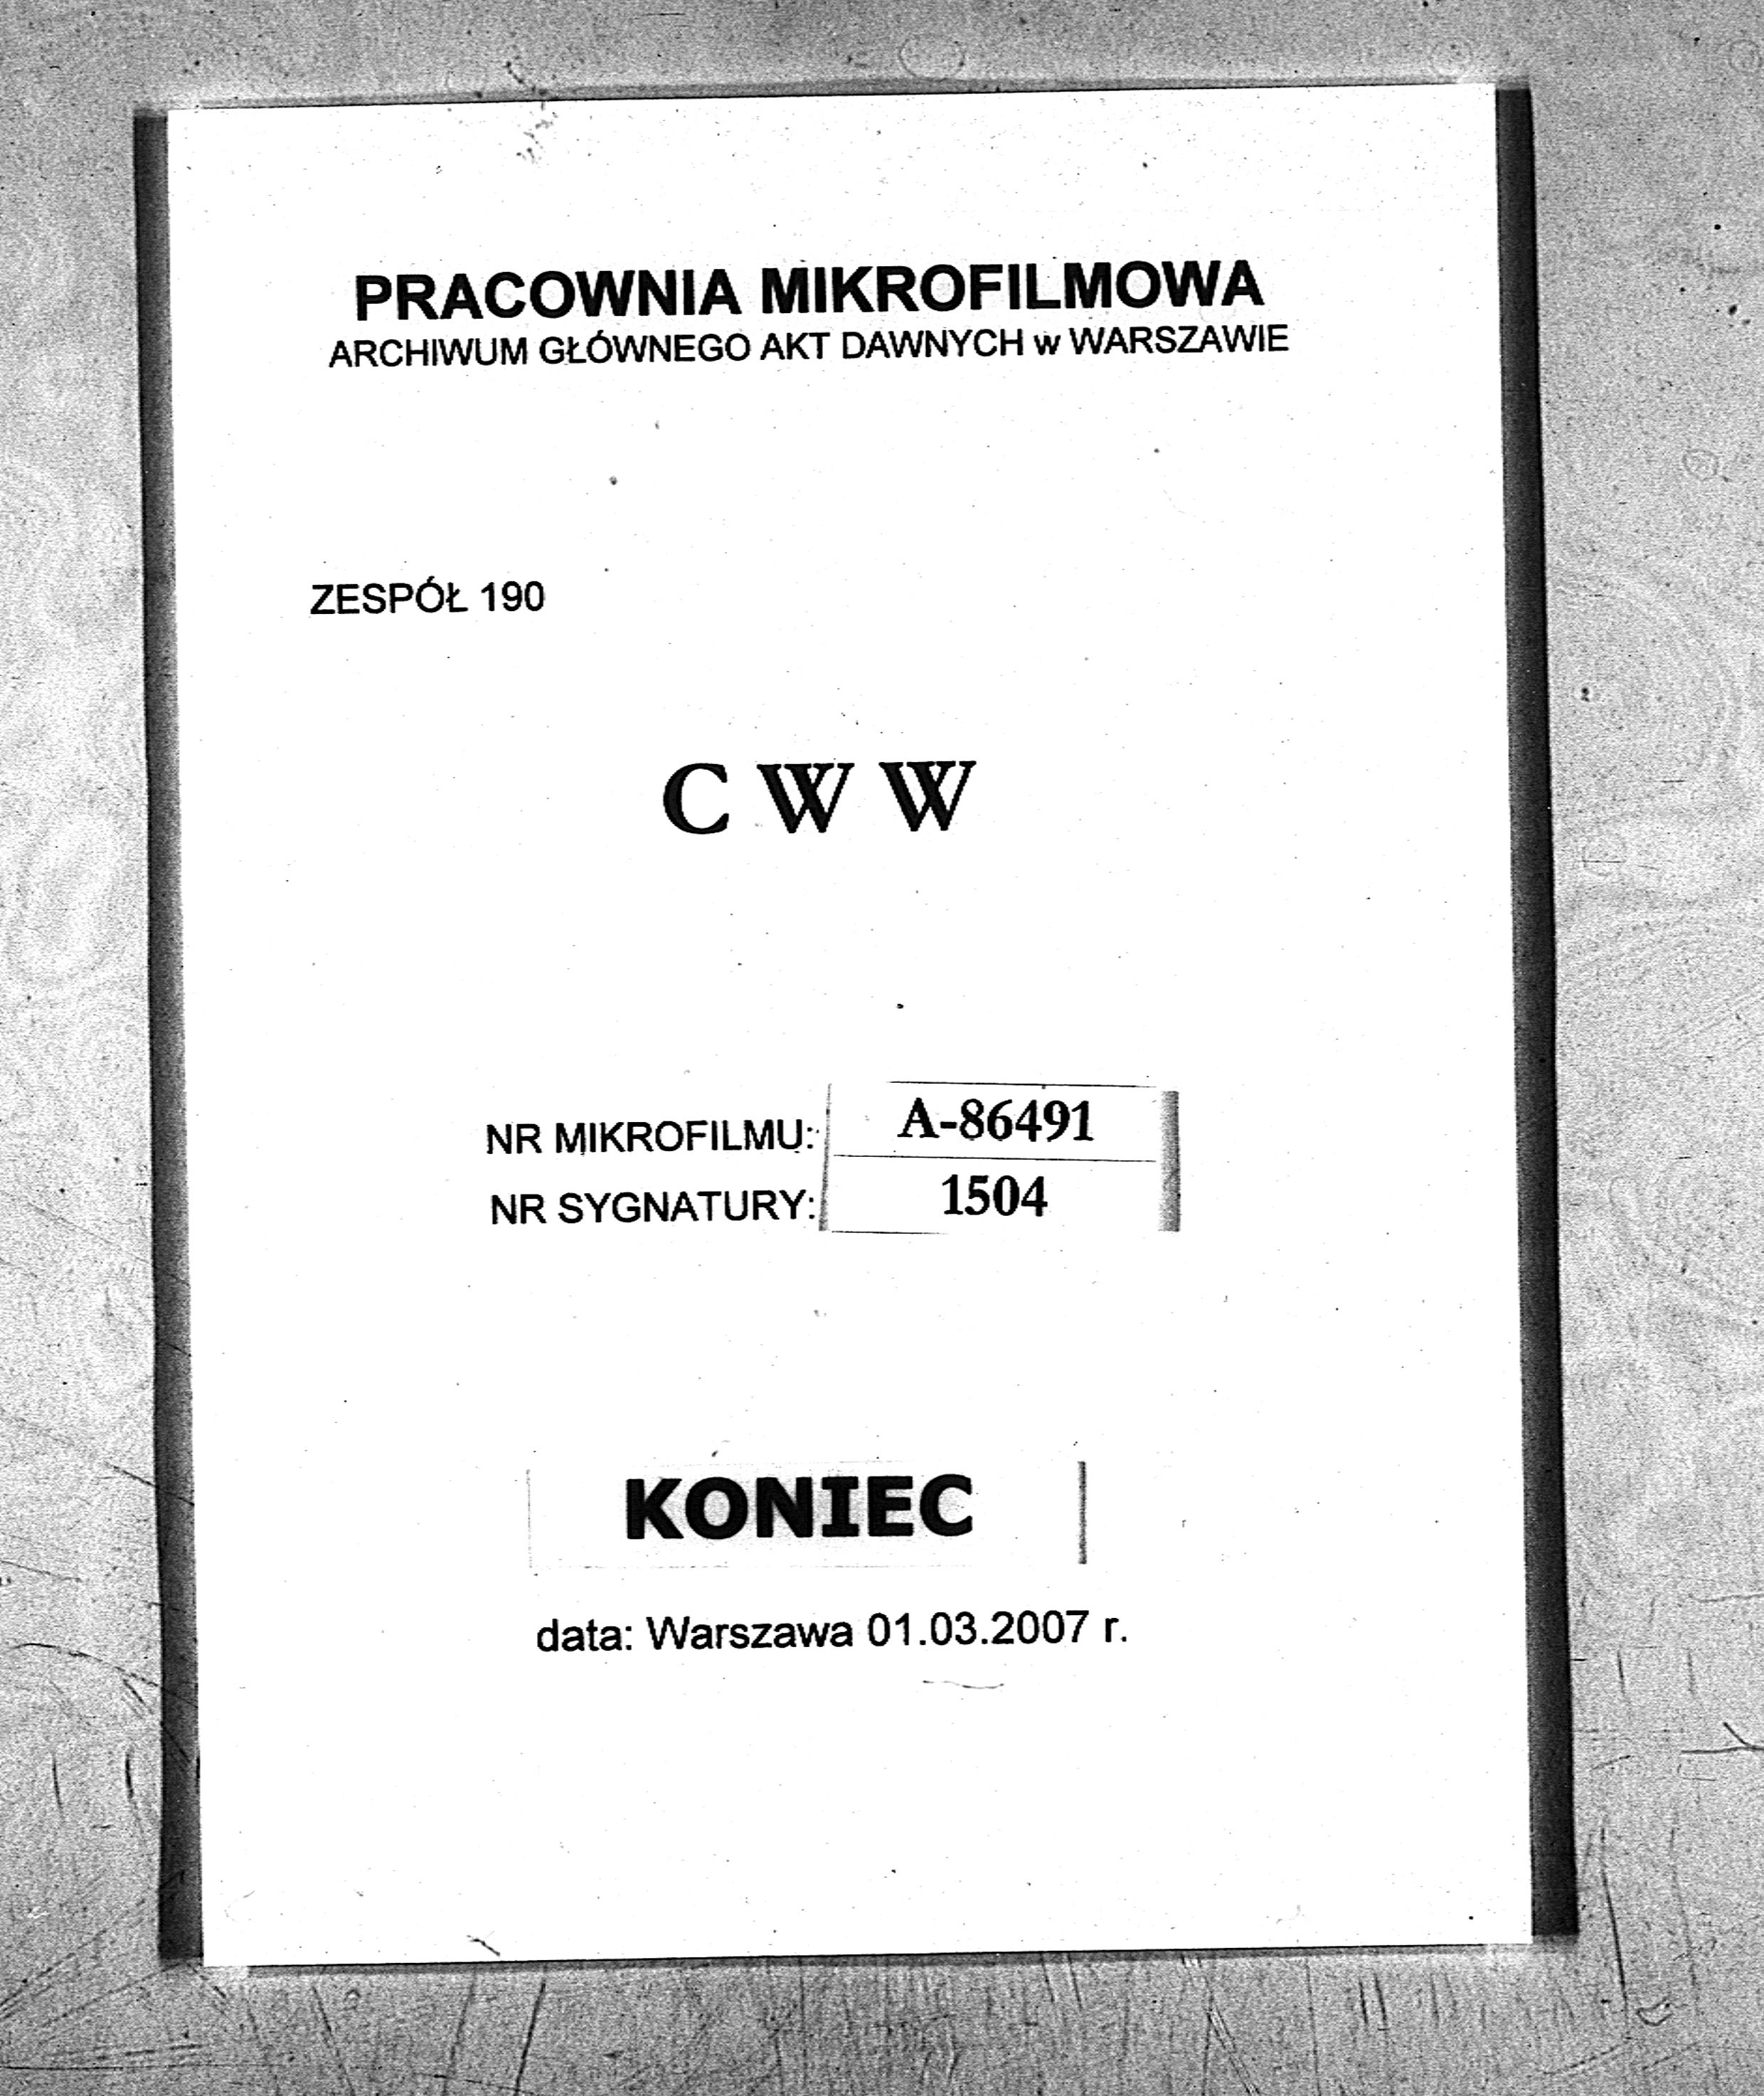 PRACOWNIA MIKROFILMOWA
ARCHIWUM GŁÓWNEGO AKT DAWNYCH w WARSZAWIE
ZESPÓŁ 190
C W W
NR MIKROFILMU: A-86491
NR SYGNATURY: 1504
KONIEC
data: Warszawa 01.03.2007 r.